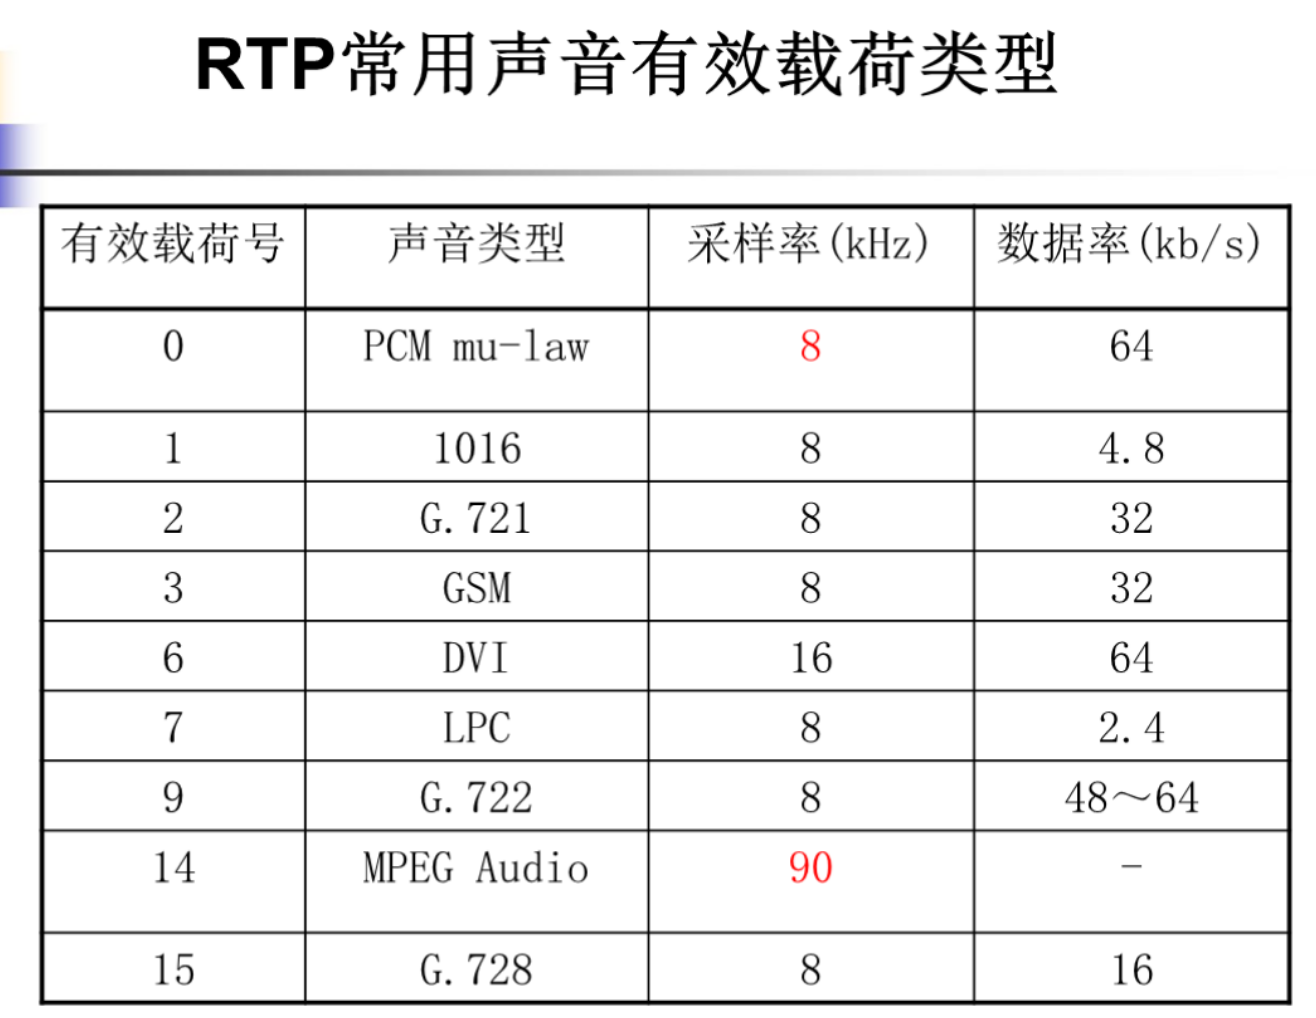 RTP常用声音有效载荷类型
有效载荷号 声音类型 采样率(kHz) 数据率(kb/s)
0 PCM mu-law 8 64
1 1016 8 4.8
2 G.721 8 32
3 GSM 8 32
6 DVI 16 64
7 LPC 8 2.4
9 G.722 8 48～64
14 MPEG Audio 90 -
15 G.728 8 16